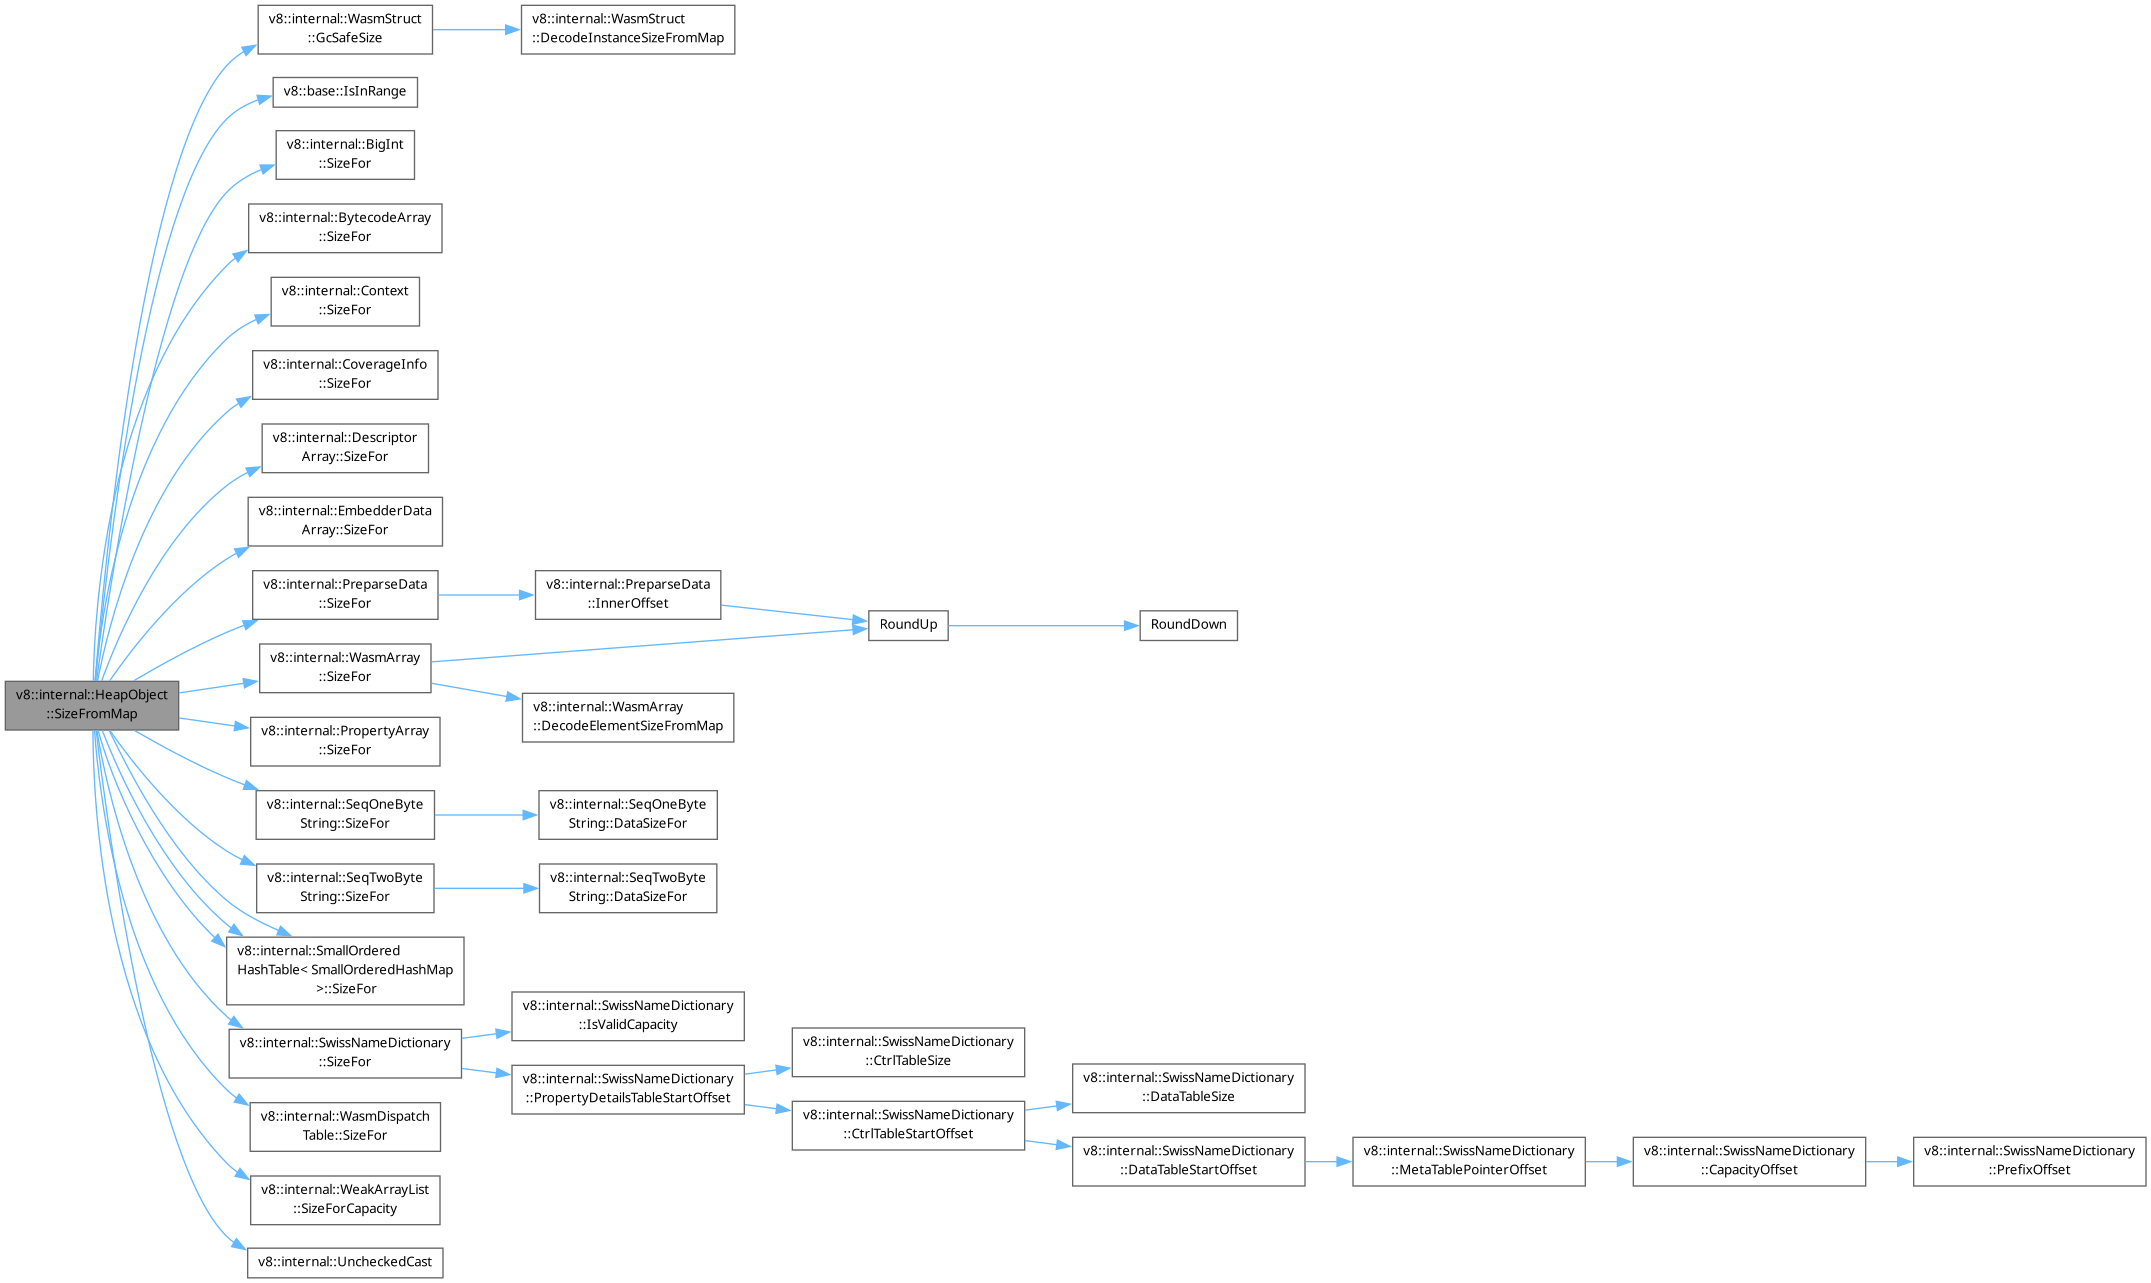 v8::internal::HeapObject
::SizeFromMap
v8::internal::WasmStruct
::GcSafeSize
v8::internal::WasmStruct
::DecodeInstanceSizeFromMap
v8::base::IsInRange
v8::internal::BigInt
::SizeFor
v8::internal::BytecodeArray
::SizeFor
v8::internal::Context
::SizeFor
v8::internal::CoverageInfo
::SizeFor
v8::internal::Descriptor
Array::SizeFor
v8::internal::EmbedderData
Array::SizeFor
v8::internal::PreparseData
::SizeFor
v8::internal::PreparseData
::InnerOffset
RoundUp
RoundDown
v8::internal::WasmArray
::SizeFor
v8::internal::WasmArray
::DecodeElementSizeFromMap
v8::internal::PropertyArray
::SizeFor
v8::internal::SeqOneByte
String::SizeFor
v8::internal::SeqOneByte
String::DataSizeFor
v8::internal::SeqTwoByte
String::SizeFor
v8::internal::SeqTwoByte
String::DataSizeFor
v8::internal::SmallOrdered
HashTable< SmallOrderedHashMap
>::SizeFor
v8::internal::SwissNameDictionary
::SizeFor
v8::internal::SwissNameDictionary
::IsValidCapacity
v8::internal::SwissNameDictionary
::PropertyDetailsTableStartOffset
v8::internal::SwissNameDictionary
::CtrlTableSize
v8::internal::SwissNameDictionary
::CtrlTableStartOffset
v8::internal::SwissNameDictionary
::DataTableSize
v8::internal::SwissNameDictionary
::DataTableStartOffset
v8::internal::SwissNameDictionary
::MetaTablePointerOffset
v8::internal::SwissNameDictionary
::CapacityOffset
v8::internal::SwissNameDictionary
::PrefixOffset
v8::internal::WasmDispatch
Table::SizeFor
v8::internal::WeakArrayList
::SizeForCapacity
v8::internal::UncheckedCast